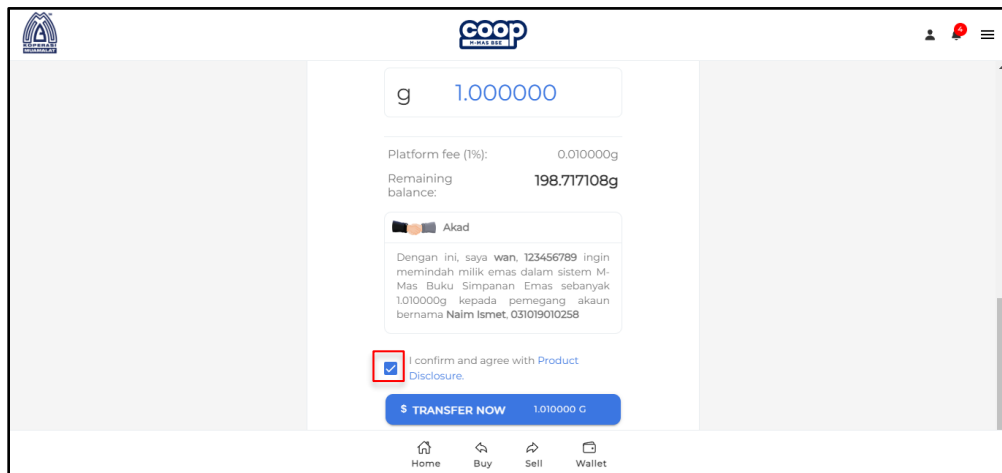 KOPERASI
MUAMALAT
coop
M-MAS BSE
4
g 1.000000
Platform fee (1%): 0.010000g
Remaining balance: 198.717108g
Akad
Dengan ini, saya wan, 123456789 ingin
memindah milik emas dalam sistem M-
Mas Buku Simpanan Emas sebanyak
1.010000g kepada pemegang akaun
bernama Naim Ismet, 031019010258
I confirm and agree with Product
Disclosure.
$ TRANSFER NOW 1.010000 G
Home Buy Sell Wallet